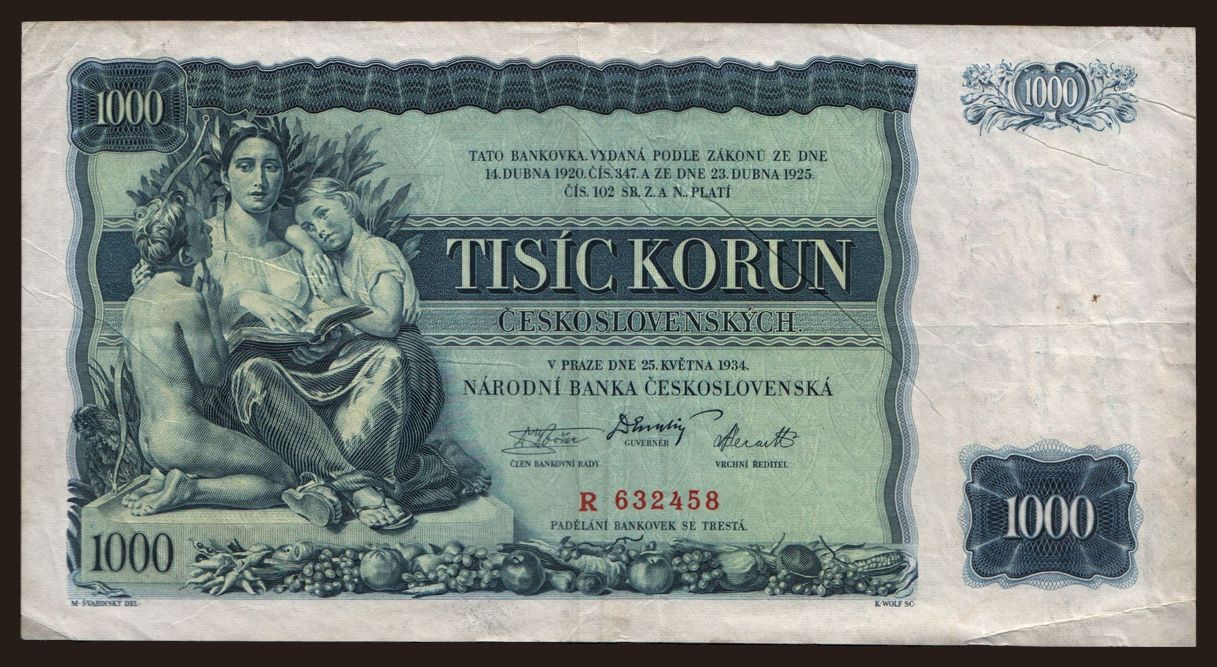 1000
1000
TATO BANKOVKA, VYDANÁ PODLE ZÁKONŮ ZE DNE
14. DUBNA 1920. ČÍS. 347. A ZE DNE 23. DUBNA 1925.
ČÍS. 102 SB. Z. A N., PLATÍ
TISÍC KORUN
ČESKOSLOVENSKÝCH.
V PRAZE DNE 25. KVĚTNA 1934.
NÁRODNÍ BANKA ČESKOSLOVENSKÁ
ČLEN BANKOVNÍ RADY
GUVERNÉR
VRCHNÍ ŘEDITEL
R 632458
PADĚLÁNÍ BANKOVEK SE TRESTÁ.
1000
1000
M. ŠVABINSKÝ DEL.
K. WOLF SC.